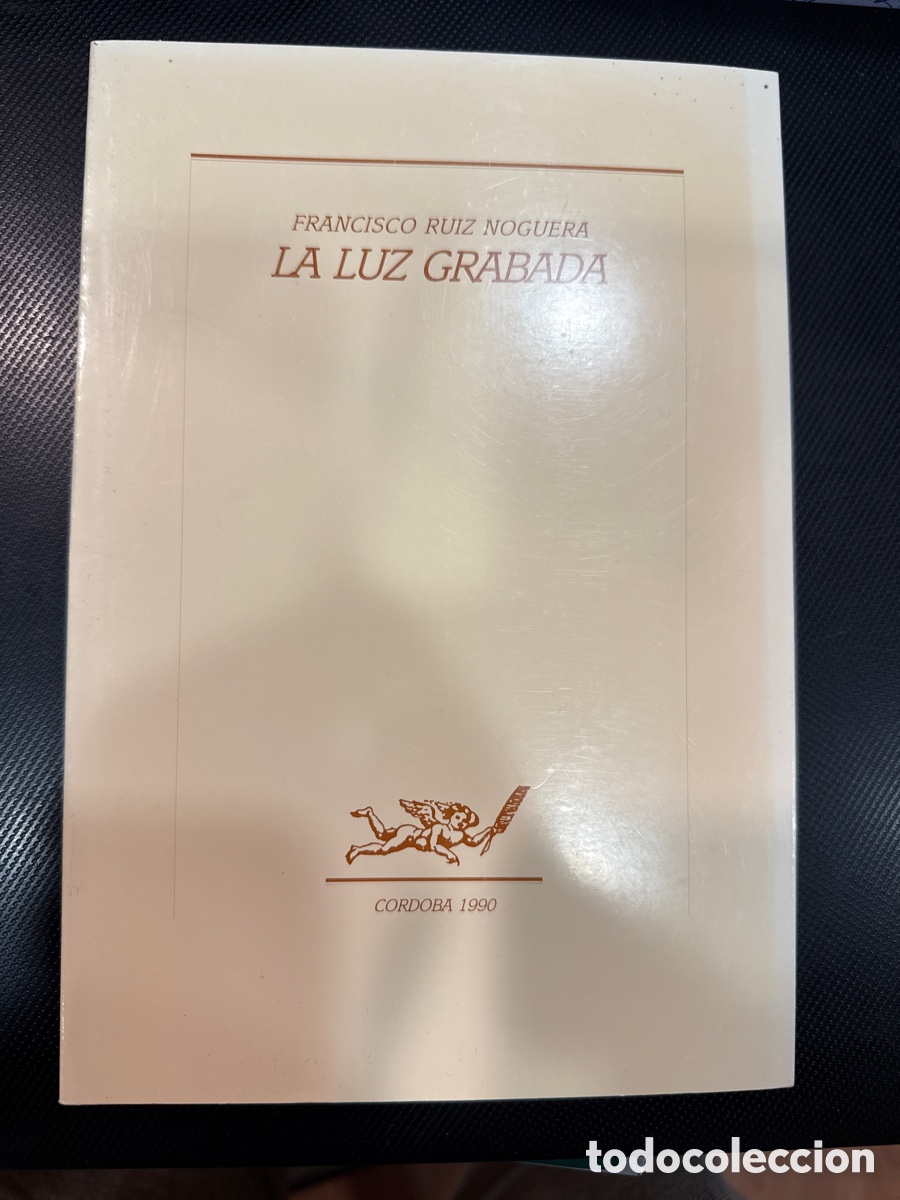 FRANCISCO RUIZ NOGUERA
LA LUZ GRABADA
CORDOBA 1990
todocoleccion